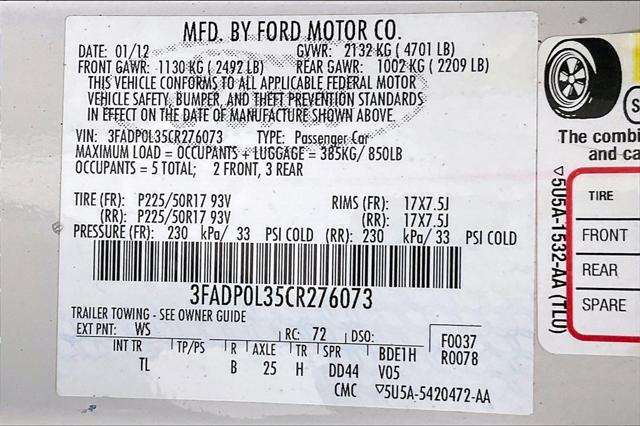 MFD. BY FORD MOTOR CO.
DATE: 01/12 GVWR: 2132 KG ( 4701 LB)
FRONT GAWR: 1130 KG ( 2492 LB) REAR GAWR: 1002 KG ( 2209 LB)
THIS VEHICLE CONFORMS TO ALL APPLICABLE FEDERAL MOTOR
VEHICLE SAFETY, BUMPER, AND THEFT PREVENTION STANDARDS
IN EFFECT ON THE DATE OF MANUFACTURE SHOWN ABOVE.
VIN: 3FADP0L35CR276073 TYPE: Passenger Car
MAXIMUM LOAD = OCCUPANTS + LUGGAGE = 385KG/ 850LB
OCCUPANTS = 5 TOTAL; 2 FRONT, 3 REAR
TIRE (FR): P225/50R17 93V RIMS (FR): 17X7.5J
(RR): P225/50R17 93V (RR): 17X7.5J
PRESSURE (FR): 230 kPa/ 33 PSI COLD (RR): 230 kPa/ 33 PSI COLD
3FADP0L35CR276073
TRAILER TOWING - SEE OWNER GUIDE
EXT PNT: WS RC: 72 DSO: F0037
INT TR TP/PS R AXLE TR SPR BDE1H R0078
TL B 25 H DD44 V05
CMC ▽5U5A-5420472-AA
▽5U5A-1532-AA (TLU)
S
The combi
and ca
TIRE
FRONT
REAR
SPARE